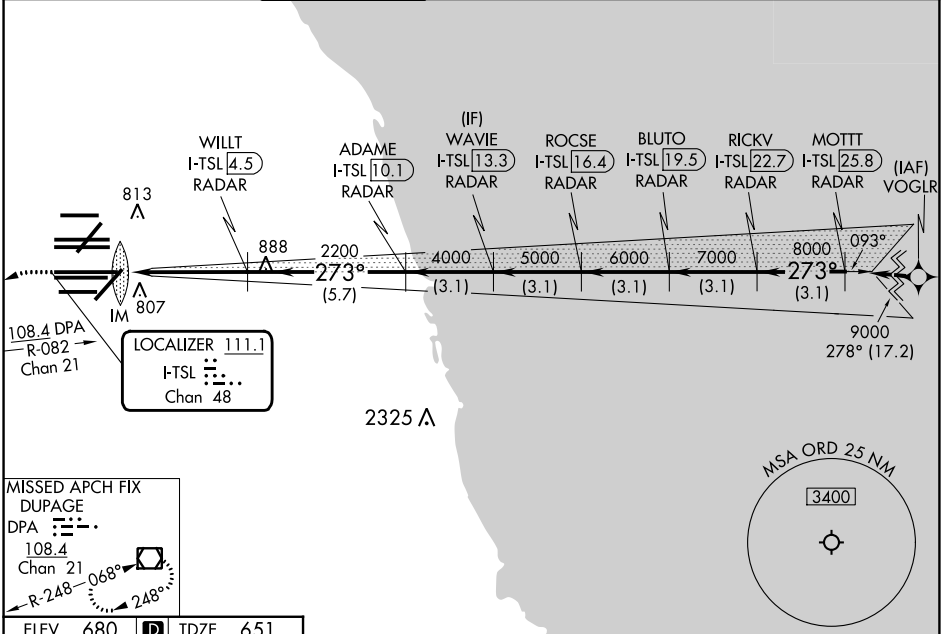 (IF)
WAVIE
I-TSL 13.3
RADAR
WILLT
I-TSL 4.5
RADAR
ADAME
I-TSL 10.1
RADAR
ROCSE
I-TSL 16.4
RADAR
BLUTO
I-TSL 19.5
RADAR
RICKV
I-TSL 22.7
RADAR
MOTTT
I-TSL 25.8
RADAR
(IAF)
VOGLR
813
888
2200
4000
5000
6000
7000
8000
093°
273°
273°
(5.7)
(3.1)
(3.1)
(3.1)
(3.1)
(3.1)
IM
807
9000
278° (17.2)
108.4 DPA
R-082
Chan 21
LOCALIZER 111.1
I-TSL
Chan 48
2325
MSA ORD 25 NM
3400
MISSED APCH FIX
DUPAGE
DPA
108.4
Chan 21
R-248
068°
248°
ELEV 680 D TDZE 651